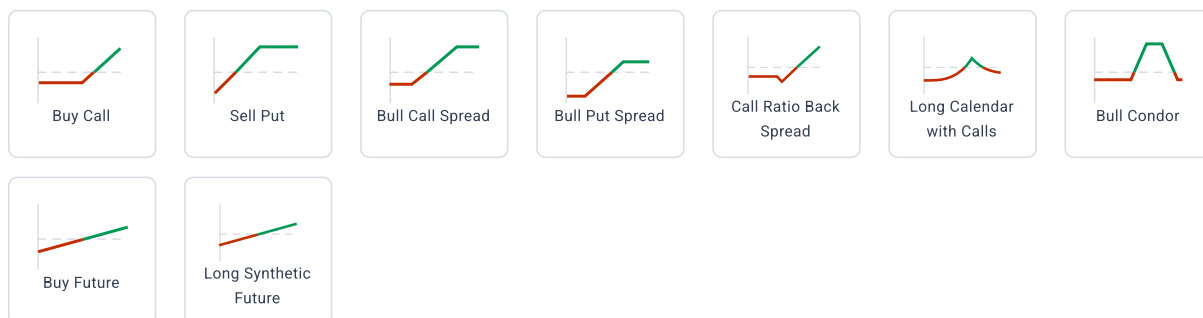 Buy Call
Sell Put
Bull Call Spread
Bull Put Spread
Call Ratio Back
Spread
Long Calendar
with Calls
Bull Condor
Buy Future
Long Synthetic
Future